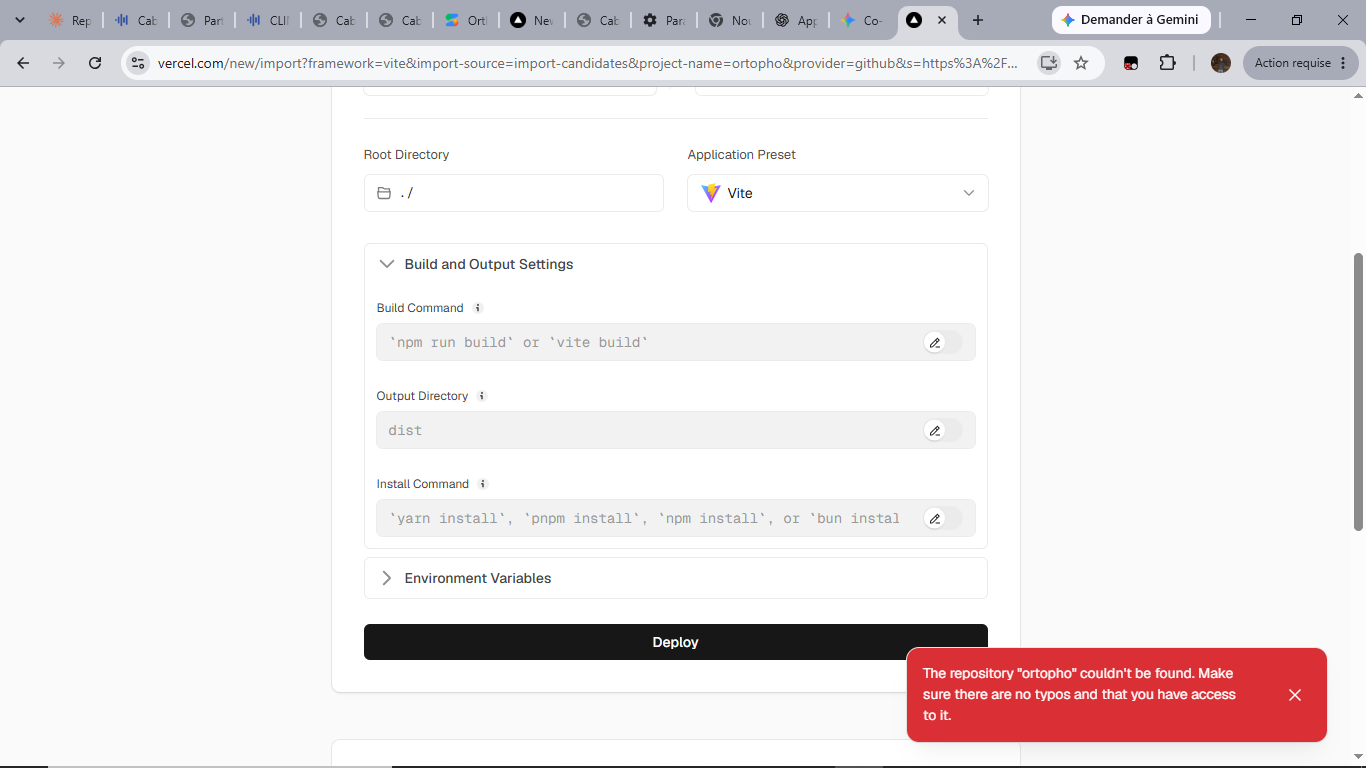 Rep
Cab
Part
CLI
Cab
Cab
Orth
Nev
Cab
Para
Nou
App
Co-
Demander à Gemini
vercel.com/new/import?framework=vite&import-source=import-candidates&project-name=ortopho&provider=github&s=https%3A%2F...
Action requise
Root Directory
Application Preset
./
Vite
Build and Output Settings
Build Command
`npm run build` or `vite build`
Output Directory
dist
Install Command
`yarn install`, `pnpm install`, `npm install`, or `bun instal
Environment Variables
Deploy
The repository "ortopho" couldn't be found. Make
sure there are no typos and that you have access
to it.